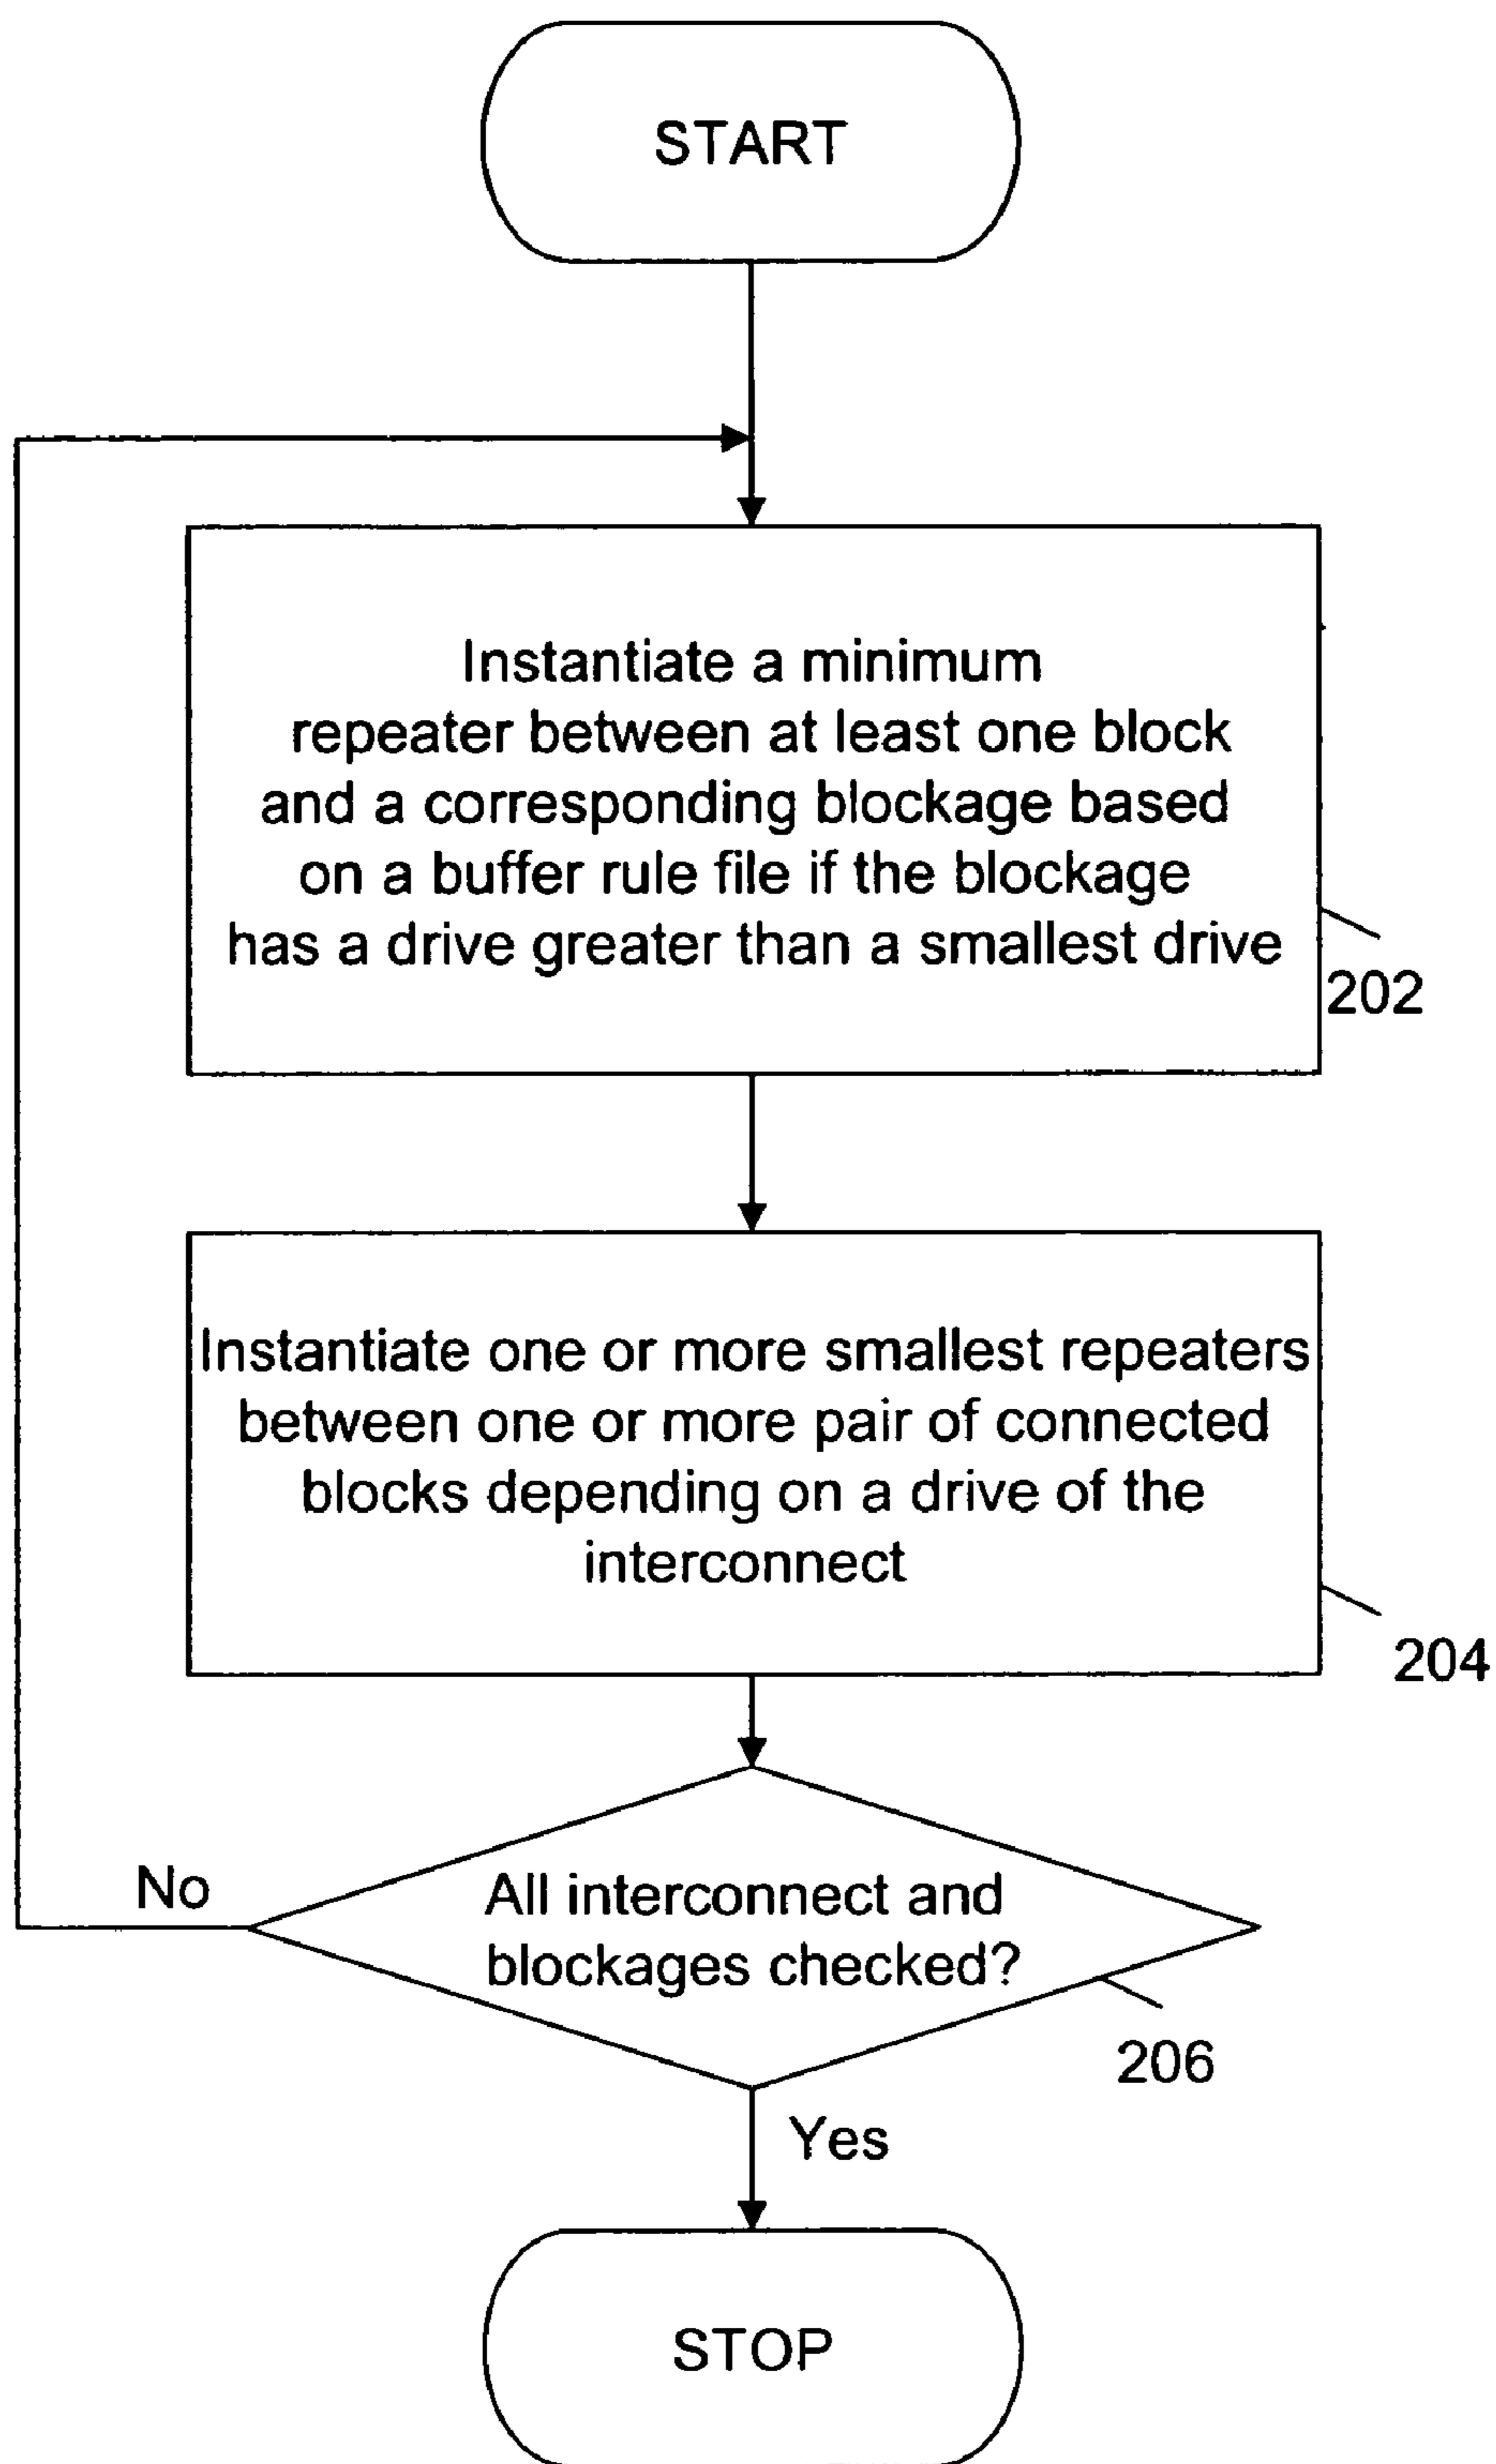 START
Instantiate a minimum
repeater between at least one block
and a corresponding blockage based
on a buffer rule file if the blockage
has a drive greater than a smallest drive
202
Instantiate one or more smallest repeaters
between one or more pair of connected
blocks depending on a drive of the
interconnect
204
No
All interconnect and
blockages checked?
206
Yes
STOP